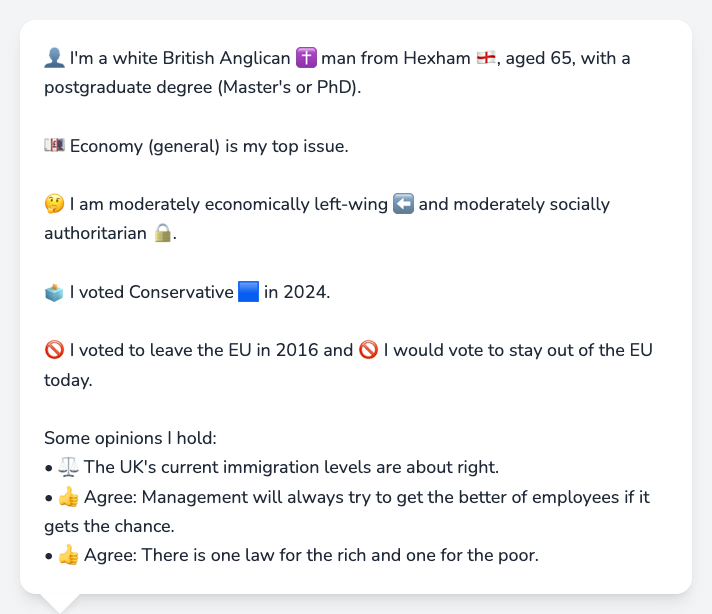 👤 I'm a white British Anglican ✝️ man from Hexham 🏴󠁧󠁢󠁥󠁮󠁧󠁿, aged 65, with a
postgraduate degree (Master's or PhD).
💷 Economy (general) is my top issue.
🤔 I am moderately economically left-wing ⬅️ and moderately socially
authoritarian 🔒.
🗳️ I voted Conservative 🟦 in 2024.
🚫 I voted to leave the EU in 2016 and 🚫 I would vote to stay out of the EU
today.
Some opinions I hold:
• ⚖️ The UK's current immigration levels are about right.
• 👍 Agree: Management will always try to get the better of employees if it
gets the chance.
• 👍 Agree: There is one law for the rich and one for the poor.